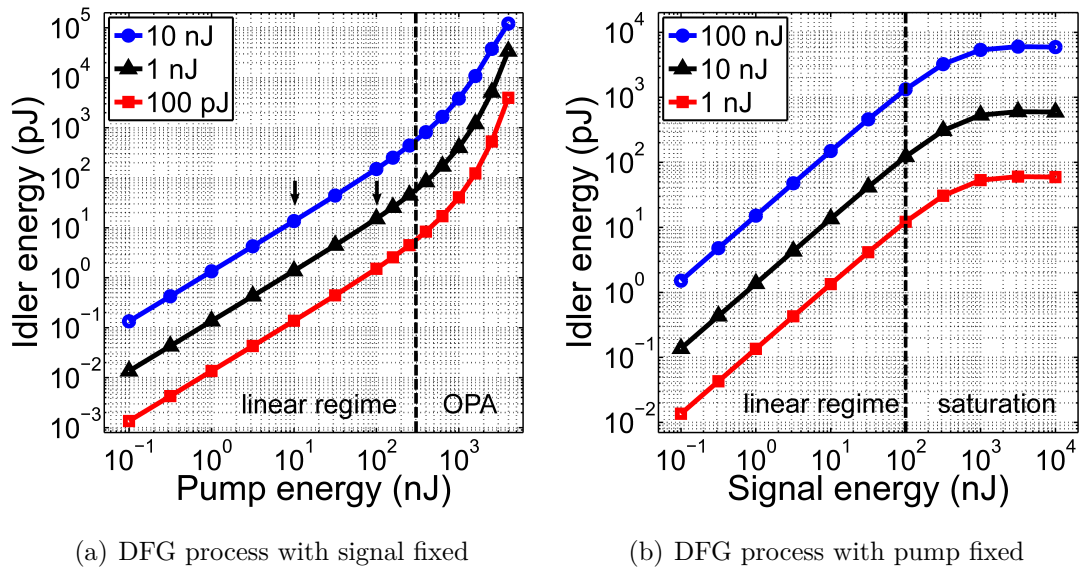 10 nJ
1 nJ
100 pJ
10^5
10^4
10^3
10^2
10^1
10^0
10^-1
10^-2
10^-3
Idler energy (pJ)
linear regime
OPA
10^-1
10^0
10^1
10^2
10^3
Pump energy (nJ)
(a) DFG process with signal fixed
100 nJ
10 nJ
1 nJ
10^4
10^3
10^2
10^1
10^0
10^-1
10^-2
Idler energy (pJ)
linear regime
saturation
10^-1
10^0
10^1
10^2
10^3
10^4
Signal energy (nJ)
(b) DFG process with pump fixed